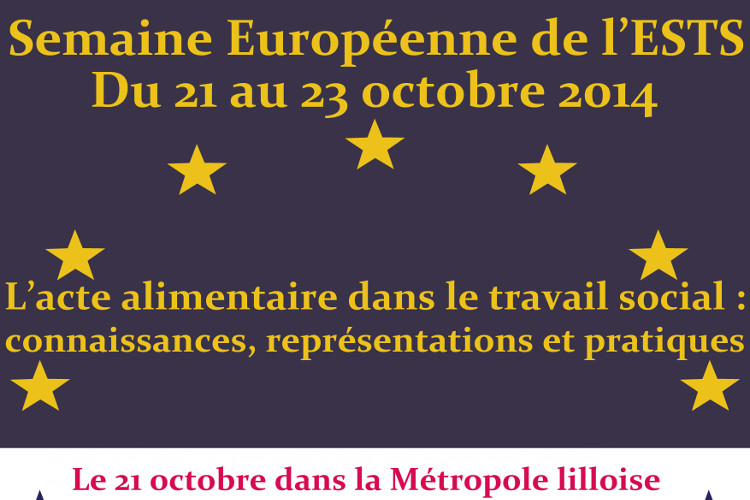 Semaine Européenne de l’ESTS
Du 21 au 23 octobre 2014
L’acte alimentaire dans le travail social :
connaissances, représentations et pratiques
Le 21 octobre dans la Métropole lilloise